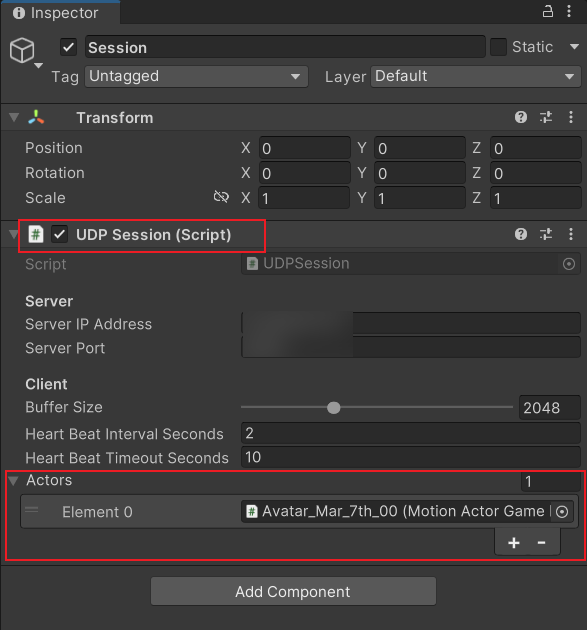 Inspector
Session
Static
Tag Untagged Layer Default
Transform
Position X 0 Y 0 Z 0
Rotation X 0 Y 0 Z 0
Scale X 1 Y 1 Z 1
# UDP Session (Script)
Script # UDPSession
Server
Server IP Address
Server Port
Client
Buffer Size 2048
Heart Beat Interval Seconds 2
Heart Beat Timeout Seconds 10
Actors 1
Element 0 # Avatar_Mar_7th_00 (Motion Actor Game
+ -
Add Component